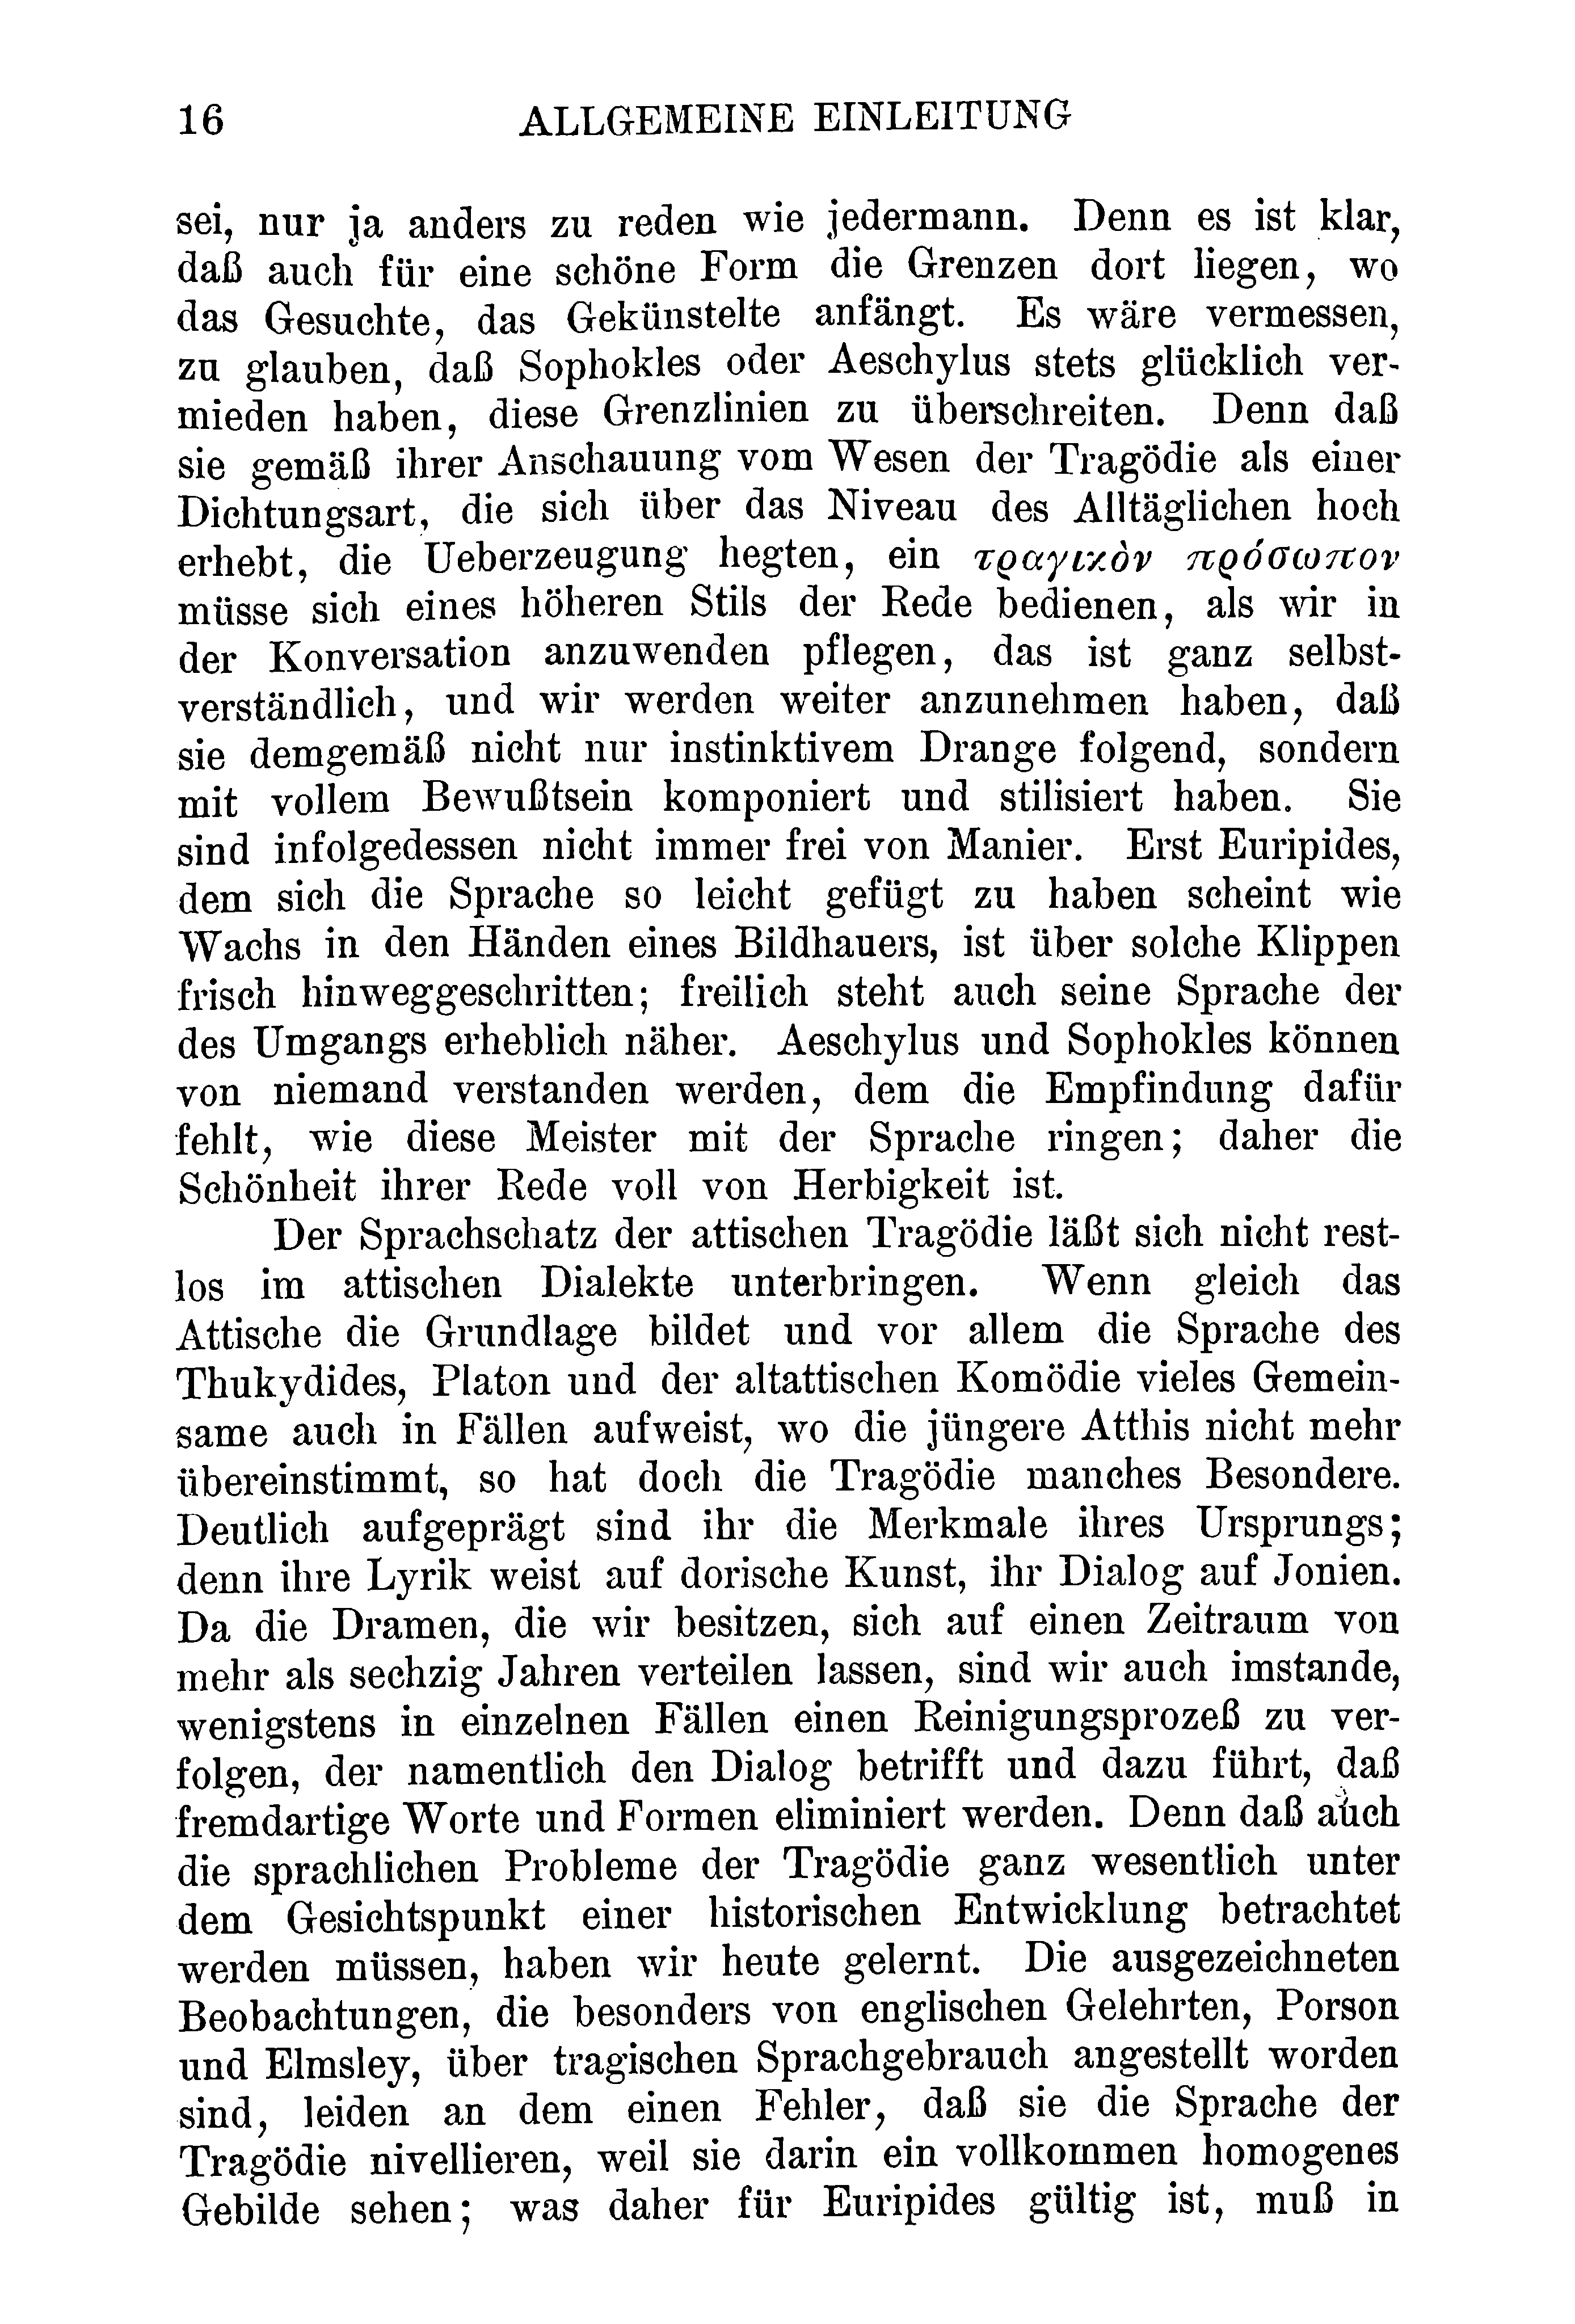 16 ALLGEMEINE EINLEITUNG
sei, nur ja anders zu reden wie jedermann. Denn es ist klar,
daß auch für eine schöne Form die Grenzen dort liegen, wo
das Gesuchte, das Gekünstelte anfängt. Es wäre vermessen,
zu glauben, daß Sophokles oder Aeschylus stets glücklich ver-
mieden haben, diese Grenzlinien zu überschreiten. Denn daß
sie gemäß ihrer Anschauung vom Wesen der Tragödie als einer
Dichtungsart, die sich über das Niveau des Alltäglichen hoch
erhebt, die Ueberzeugung hegten, ein τραγικὸν πρόσωπον
müsse sich eines höheren Stils der Rede bedienen, als wir in
der Konversation anzuwenden pflegen, das ist ganz selbst-
verständlich, und wir werden weiter anzunehmen haben, daß
sie demgemäß nicht nur instinktivem Drange folgend, sondern
mit vollem Bewußtsein komponiert und stilisiert haben. Sie
sind infolgedessen nicht immer frei von Manier. Erst Euripides,
dem sich die Sprache so leicht gefügt zu haben scheint wie
Wachs in den Händen eines Bildhauers, ist über solche Klippen
frisch hinweggeschritten; freilich steht auch seine Sprache der
des Umgangs erheblich näher. Aeschylus und Sophokles können
von niemand verstanden werden, dem die Empfindung dafür
fehlt, wie diese Meister mit der Sprache ringen; daher die
Schönheit ihrer Rede voll von Herbigkeit ist.
Der Sprachschatz der attischen Tragödie läßt sich nicht rest-
los im attischen Dialekte unterbringen. Wenn gleich das
Attische die Grundlage bildet und vor allem die Sprache des
Thukydides, Platon und der altattischen Komödie vieles Gemein-
same auch in Fällen aufweist, wo die jüngere Atthis nicht mehr
übereinstimmt, so hat doch die Tragödie manches Besondere.
Deutlich aufgeprägt sind ihr die Merkmale ihres Ursprungs;
denn ihre Lyrik weist auf dorische Kunst, ihr Dialog auf Jonien.
Da die Dramen, die wir besitzen, sich auf einen Zeitraum von
mehr als sechzig Jahren verteilen lassen, sind wir auch imstande,
wenigstens in einzelnen Fällen einen Reinigungsprozeß zu ver-
folgen, der namentlich den Dialog betrifft und dazu führt, daß
fremdartige Worte und Formen eliminiert werden. Denn daß auch
die sprachlichen Probleme der Tragödie ganz wesentlich unter
dem Gesichtspunkt einer historischen Entwicklung betrachtet
werden müssen, haben wir heute gelernt. Die ausgezeichneten
Beobachtungen, die besonders von englischen Gelehrten, Porson
und Elmsley, über tragischen Sprachgebrauch angestellt worden
sind, leiden an dem einen Fehler, daß sie die Sprache der
Tragödie nivellieren, weil sie darin ein vollkommen homogenes
Gebilde sehen; was daher für Euripides gültig ist, muß in